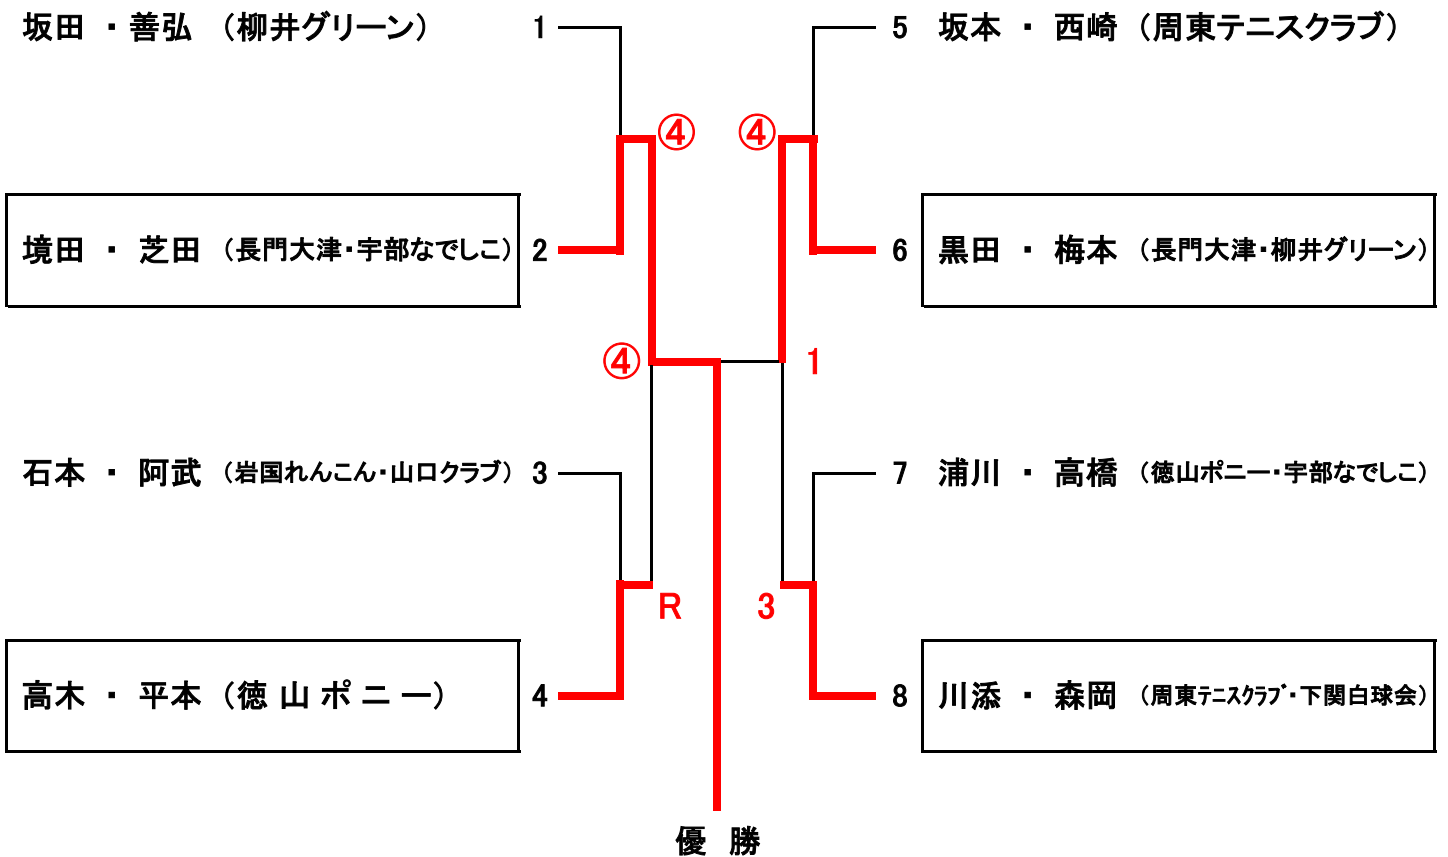 坂田 ・善弘 （柳井グリーン） 1
5 坂本 ・ 西崎 （周東テニスクラブ）
④ ④
境田 ・ 芝田 （長門大津・宇部なでしこ） 2
6 黒田 ・ 梅本 （長門大津・柳井グリーン）
④ 1
石本 ・ 阿武 （岩国れんこん・山口クラブ） 3
7 浦川 ・ 高橋 （徳山ポニー・宇部なでしこ）
R 3
高木 ・ 平本 （徳 山 ポ ニ ー） 4
8 川添 ・ 森岡 （周東ﾃﾆｽｸﾗﾌﾞ・下関白球会）
優 勝